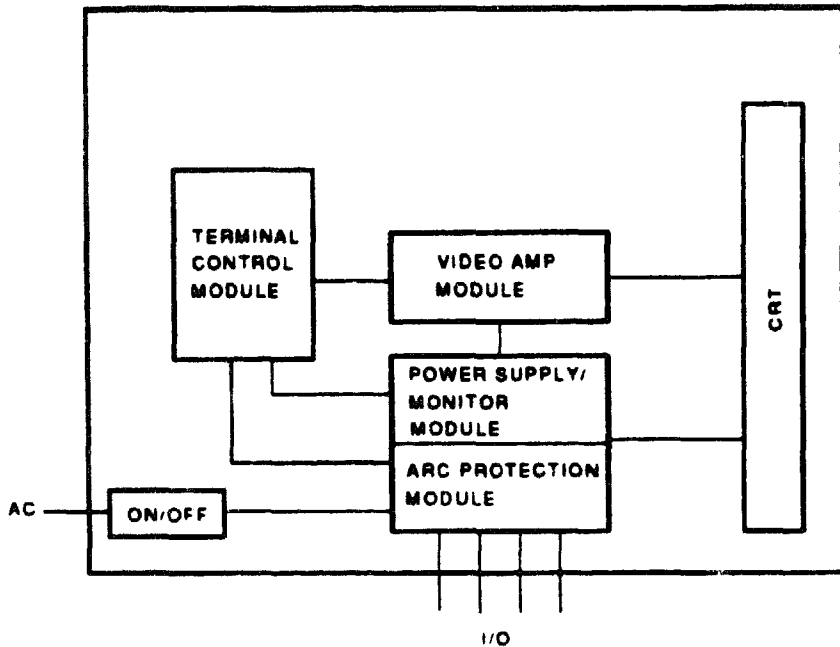 TERMINAL
CONTROL
MODULE
VIDEO AMP
MODULE
CRT
POWER SUPPLY/
MONITOR
MODULE
ARC PROTECTION
MODULE
AC
ON/OFF
I/O